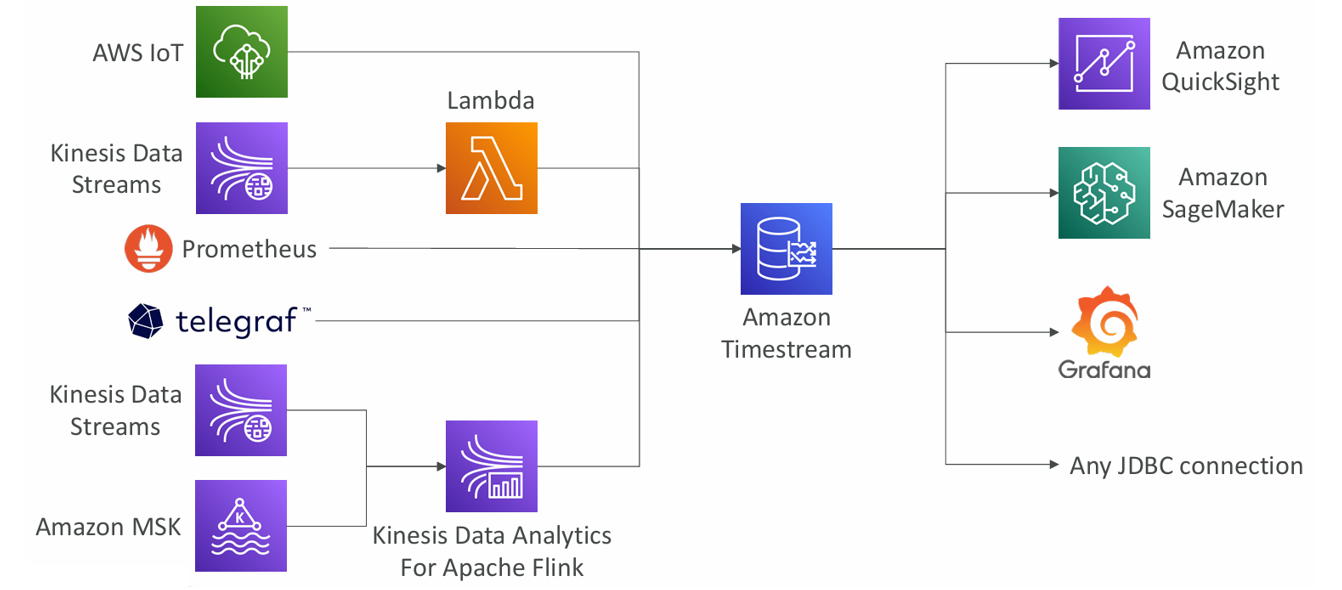 AWS IoT
Lambda
Kinesis Data
Streams
Prometheus
telegraf™
Kinesis Data
Streams
Amazon MSK
K
Kinesis Data Analytics
For Apache Flink
Amazon
Timestream
Amazon
QuickSight
Amazon
SageMaker
Grafana
Any JDBC connection